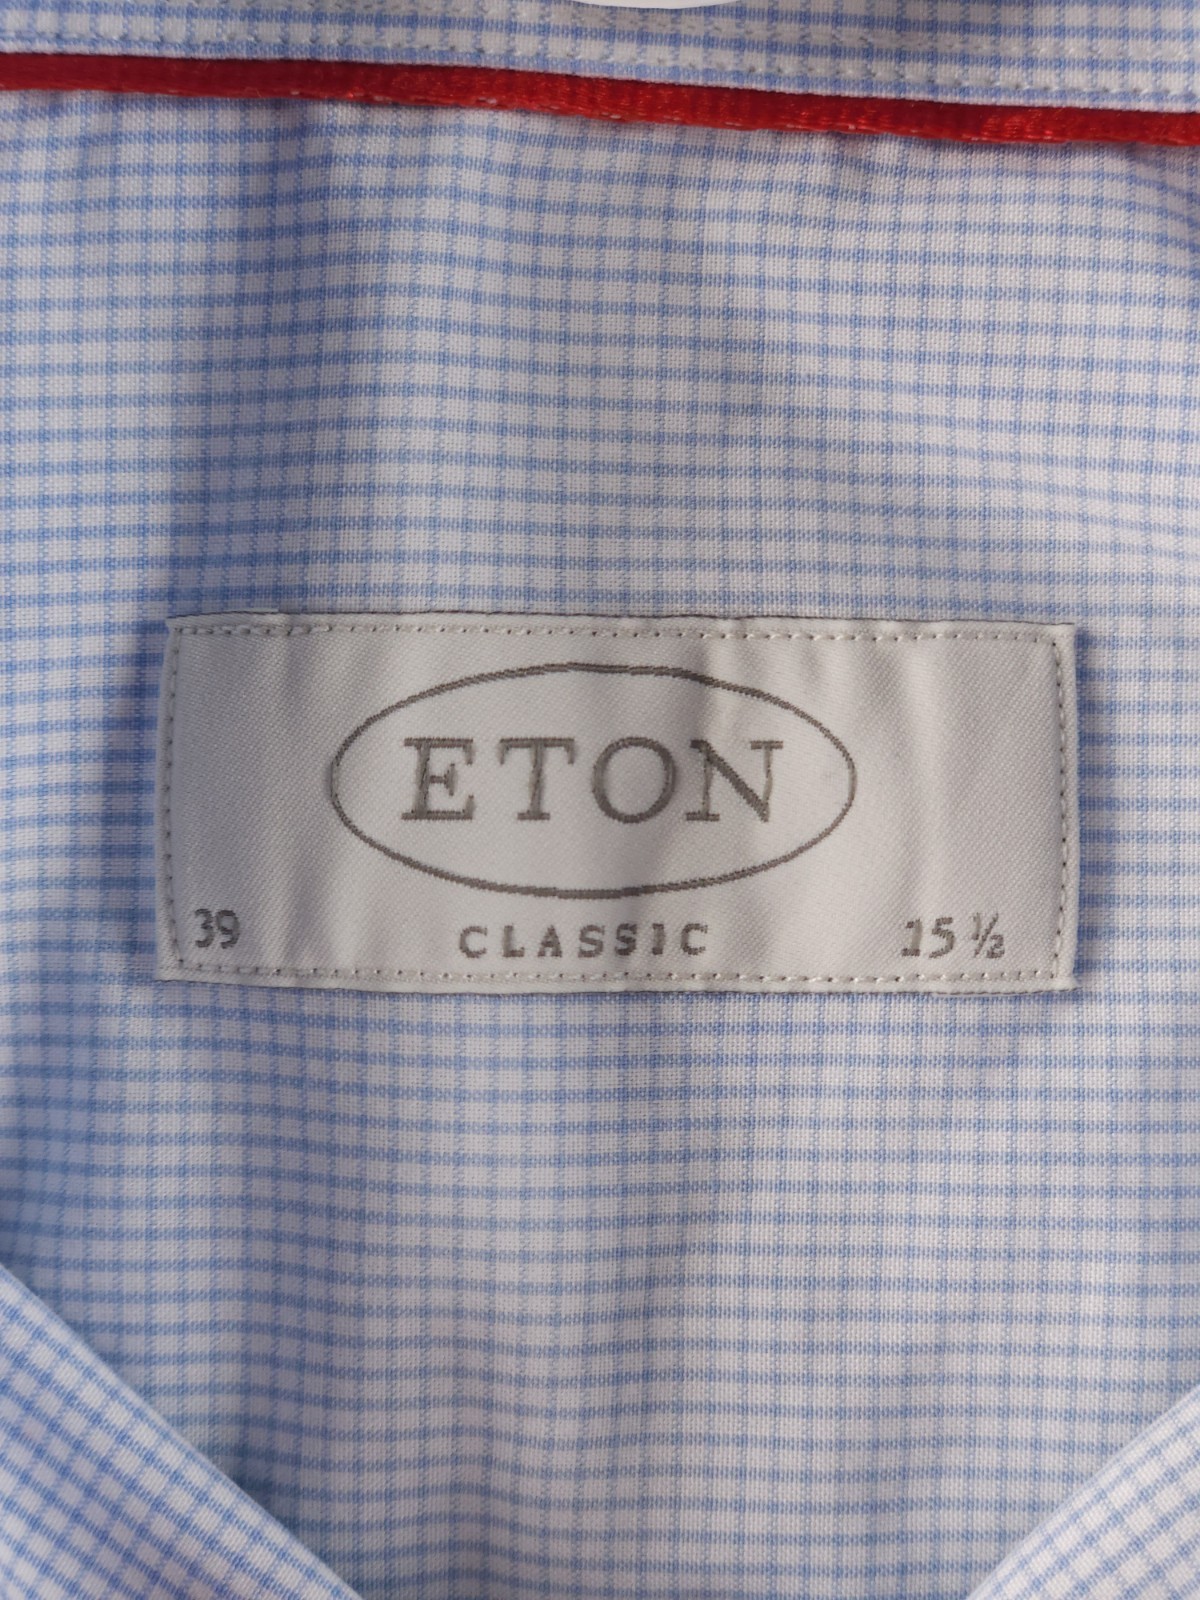 ETON
39 CLASSIC 15 ½